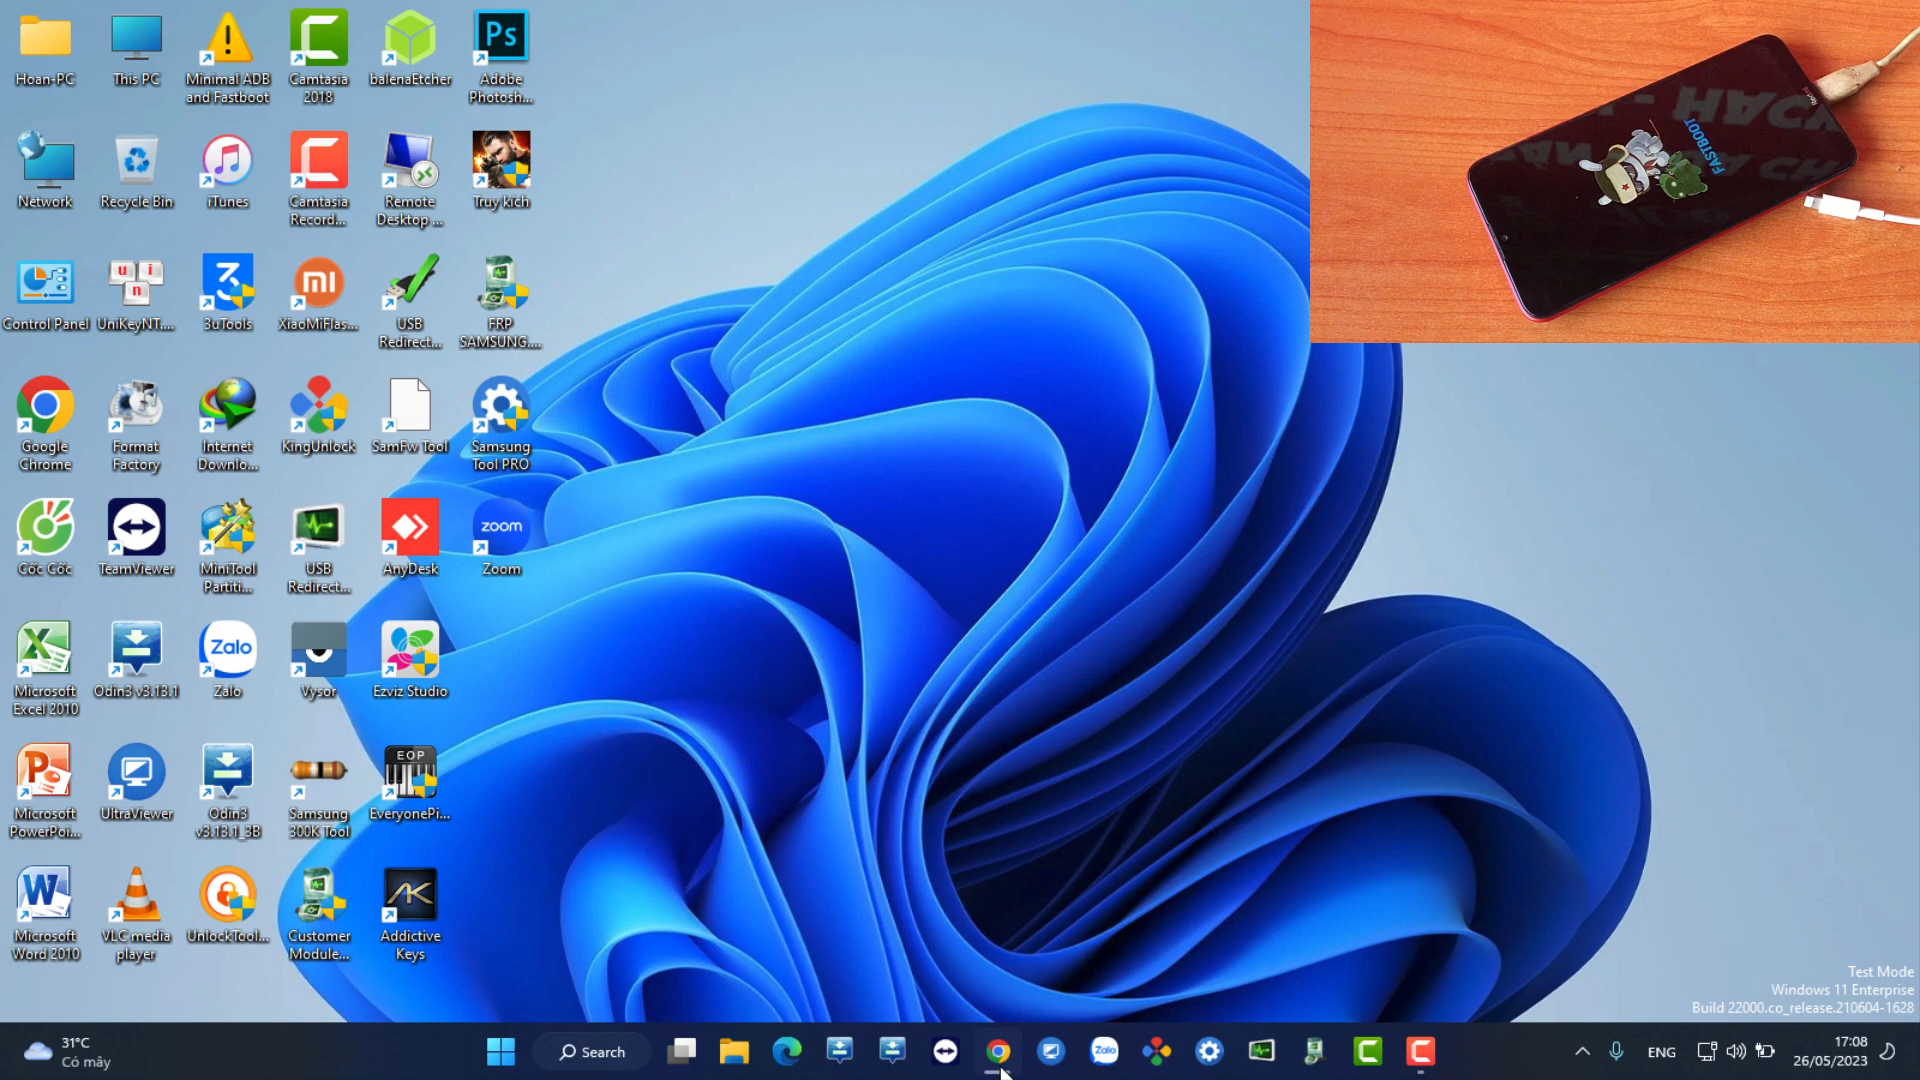 Hoan-PC
This PC
Minimal ADB
and Fastboot
Camtasia
2018
balenaEtcher
Ps
Adobe
Photosh...
Network
Recycle Bin
iTunes
Camtasia
Record...
Remote
Desktop ...
Truy kích
Control Panel
u i
n
UniKeyNT....
3uTools
XiaoMiFlas...
USB
Redirect...
FRP
SAMSUNG....
Google
Chrome
Format
Factory
Internet
Downlo...
KingUnlock
SamFw Tool
Samsung
Tool PRO
Cốc Cốc
TeamViewer
MiniTool
Partiti...
USB
Redirect...
AnyDesk
zoom
Zoom
Microsoft
Excel 2010
Odin3 v3.13.1
Zalo
Zalo
Vysor
Ezviz Studio
Microsoft
PowerPoi...
UltraViewer
Odin3
v3.13.1_3B
Samsung
300K Tool
EOP
EveryonePi...
Microsoft
Word 2010
VLC media
player
UnlockTool...
Customer
Module...
Addictive
Keys
FASTBOOT
Redmi
Test Mode
Windows 11 Enterprise
Build 22000.co_release.210604-1628
31°C
Có mây
Search
Zalo
ENG
17:08
26/05/2023